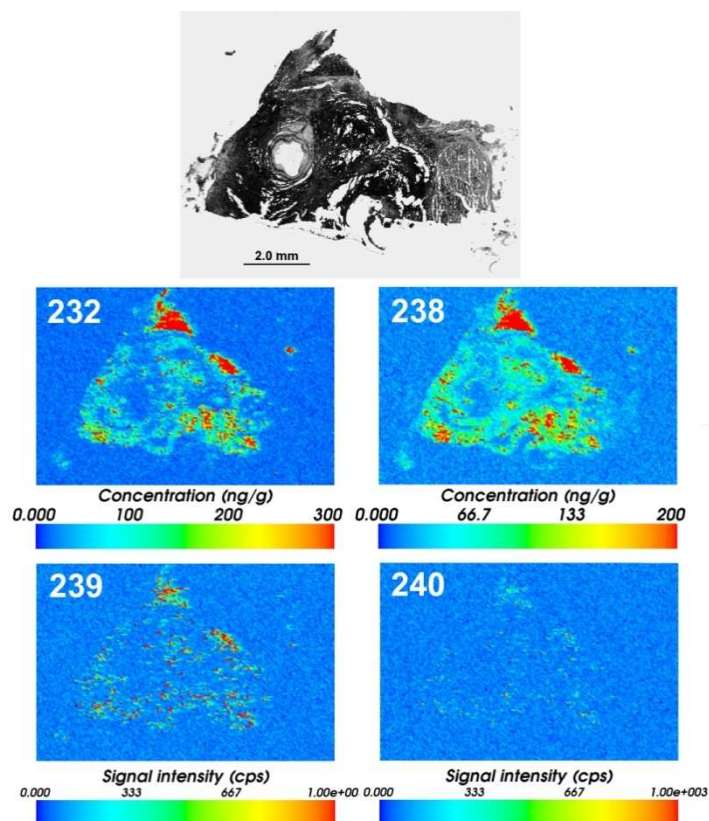 2.0 mm
232
238
Concentration (ng/g)
0.000 100 200 300
Concentration (ng/g)
0.000 66.7 133 200
239
240
Signal intensity (cps)
0.000 333 667 1.00e+00
Signal intensity (cps)
0.000 333 667 1.00e+003